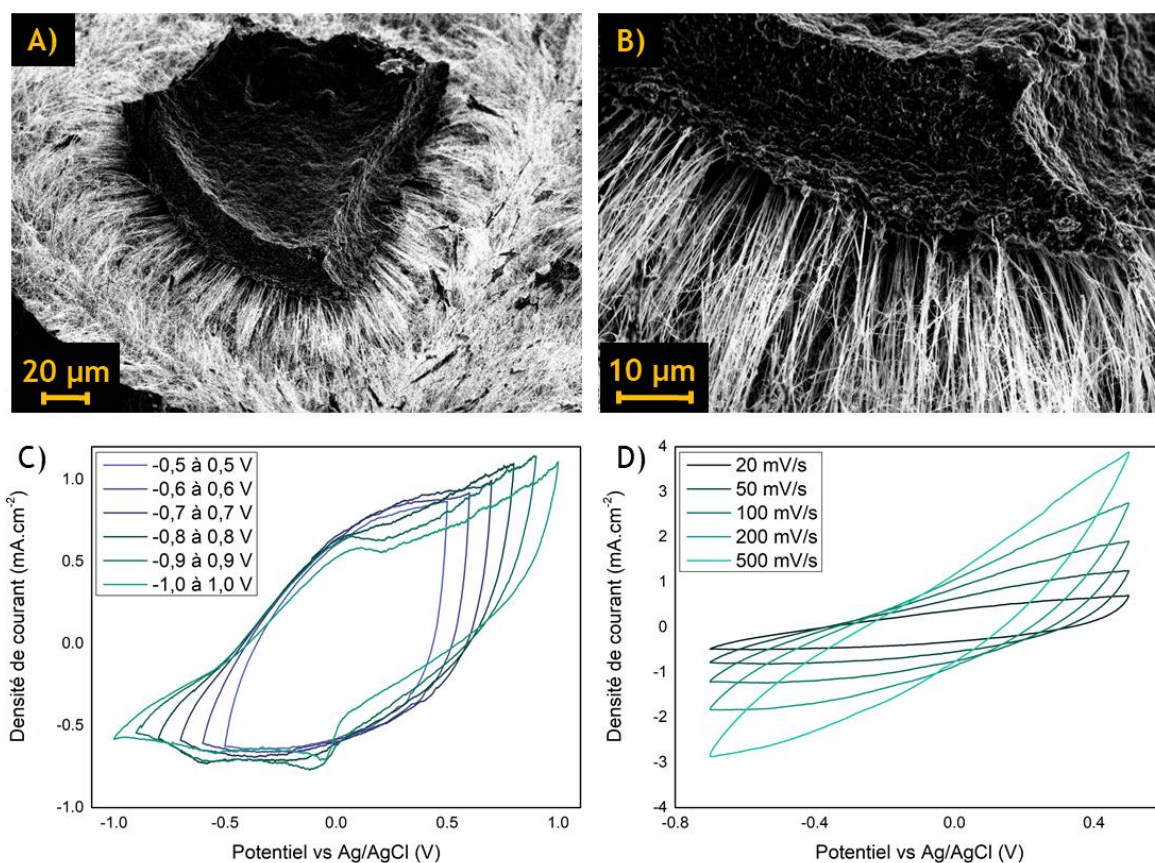 A)
20 µm
B)
10 µm
C)
-0,5 à 0,5 V
-0,6 à 0,6 V
-0,7 à 0,7 V
-0,8 à 0,8 V
-0,9 à 0,9 V
-1,0 à 1,0 V
Densité de courant (mA.cm-2)
1.0
0.5
0.0
-0.5
-1.0
-1.0
-0.5
0.0
0.5
1.0
Potentiel vs Ag/AgCl (V)
D)
20 mV/s
50 mV/s
100 mV/s
200 mV/s
500 mV/s
Densité de courant (mA.cm-2)
4
3
2
1
0
-1
-2
-3
-4
-0.8
-0.4
0.0
0.4
Potentiel vs Ag/AgCl (V)